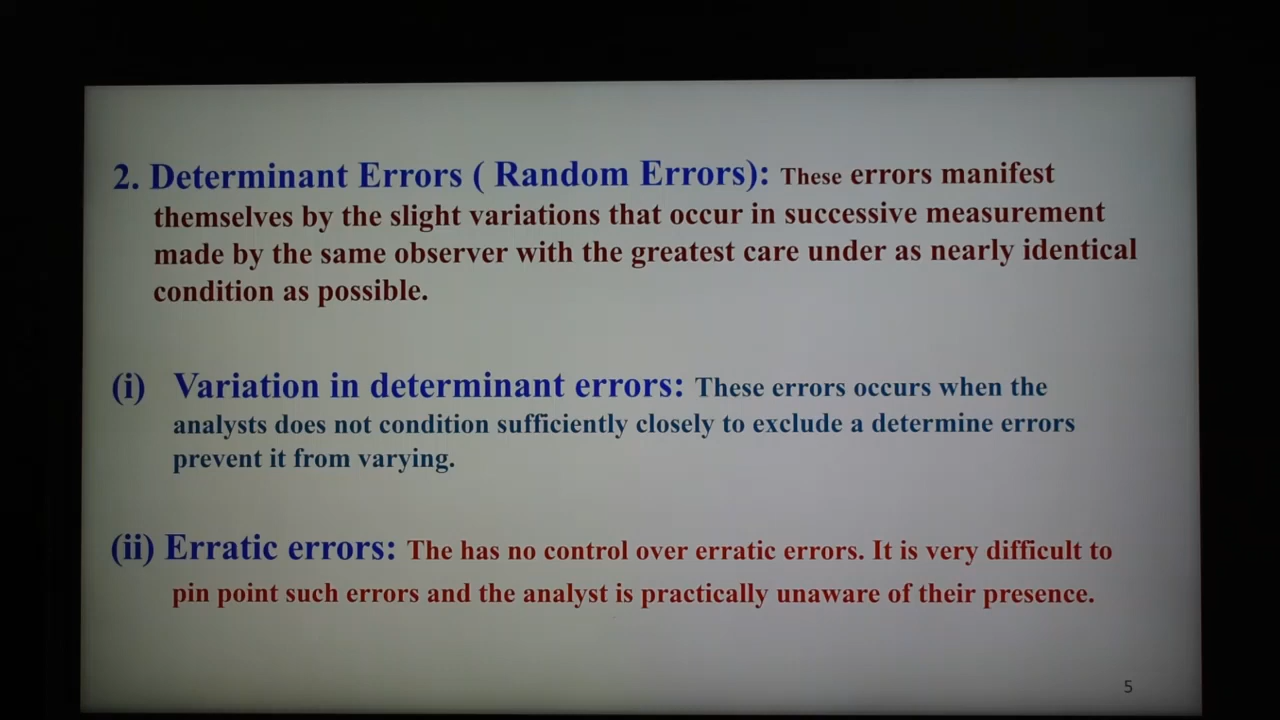 2. Determinant Errors ( Random Errors): These errors manifest
themselves by the slight variations that occur in successive measurement
made by the same observer with the greatest care under as nearly identical
condition as possible.
(i) Variation in determinant errors: These errors occurs when the
analysts does not condition sufficiently closely to exclude a determine errors
prevent it from varying.
(ii) Erratic errors: The has no control over erratic errors. It is very difficult to
pin point such errors and the analyst is practically unaware of their presence.
5